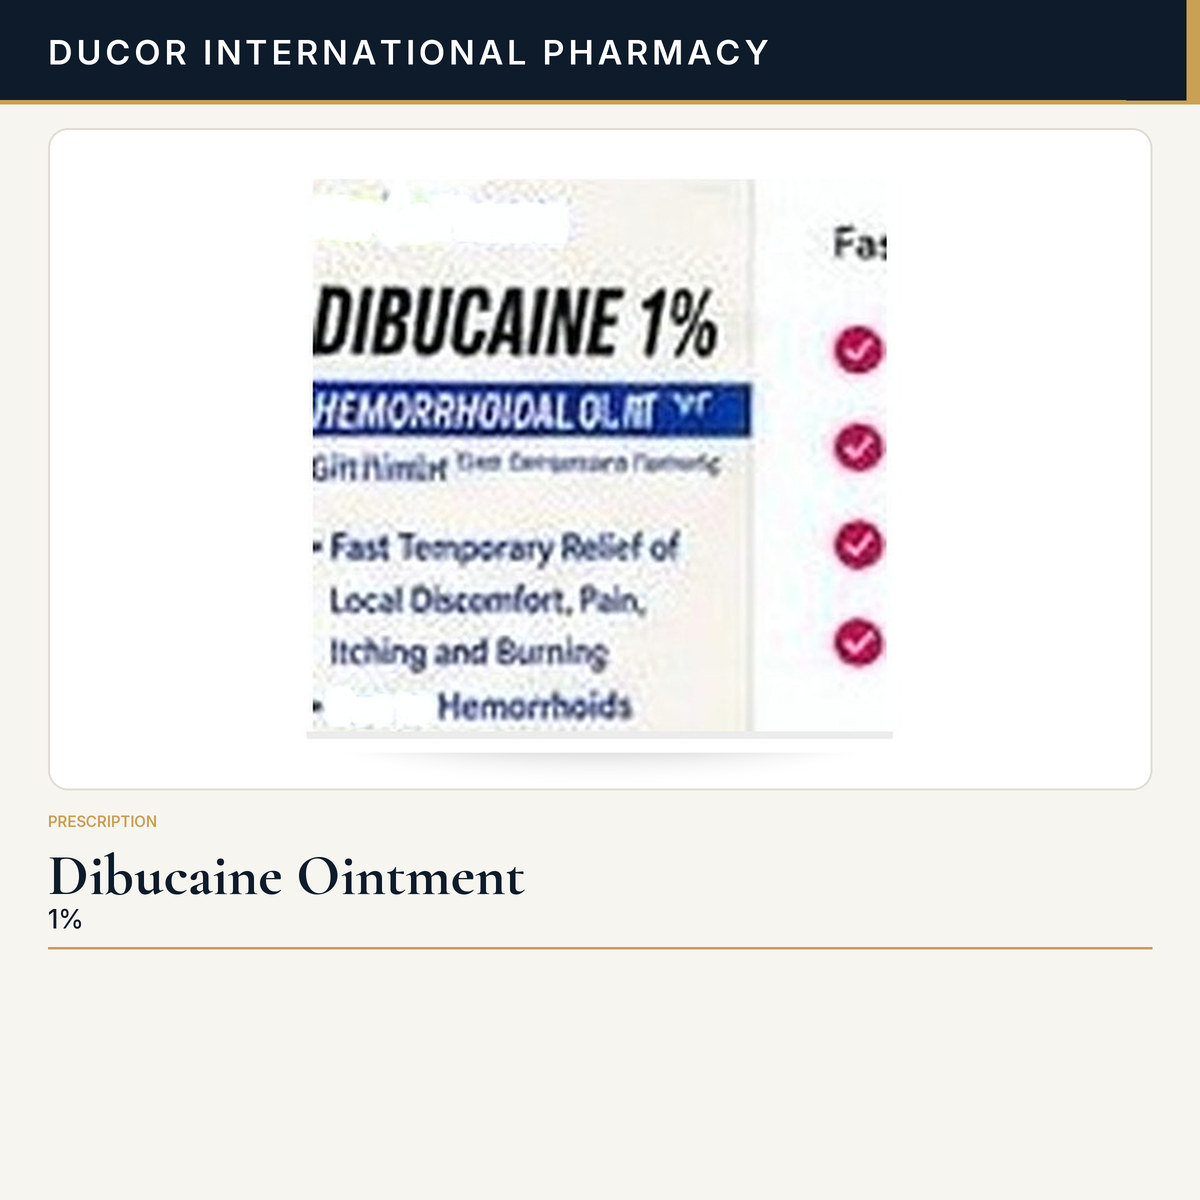 DUCOR INTERNATIONAL PHARMACY
DIBUCAINE 1%
HEMORRHOIDAL
• Fast Temporary Relief of
Local Discomfort, Pain,
Itching and Burning
• Hemorrhoids
PRESCRIPTION
Dibucaine Ointment
1%